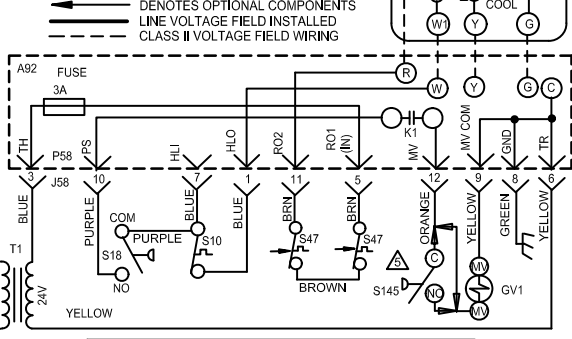 DENOTES OPTIONAL COMPONENTS
LINE VOLTAGE FIELD INSTALLED
CLASS II VOLTAGE FIELD WIRING
COOL
W1 Y G
A92 FUSE
3A
R
W Y G C
K1
TH PS HLI HLO RO2 RO1 (IN) MV MV COM GND TR
P58
J58
3 10 7 1 11 5 12 9 8 6
BLUE PURPLE BLUE BLUE BRN BRN ORANGE YELLOW GREEN YELLOW
COM
PURPLE
S10 S47 S47
S18
NO
BROWN
T1
24V
5
C
S145
NO
MV
GV1
MV
YELLOW